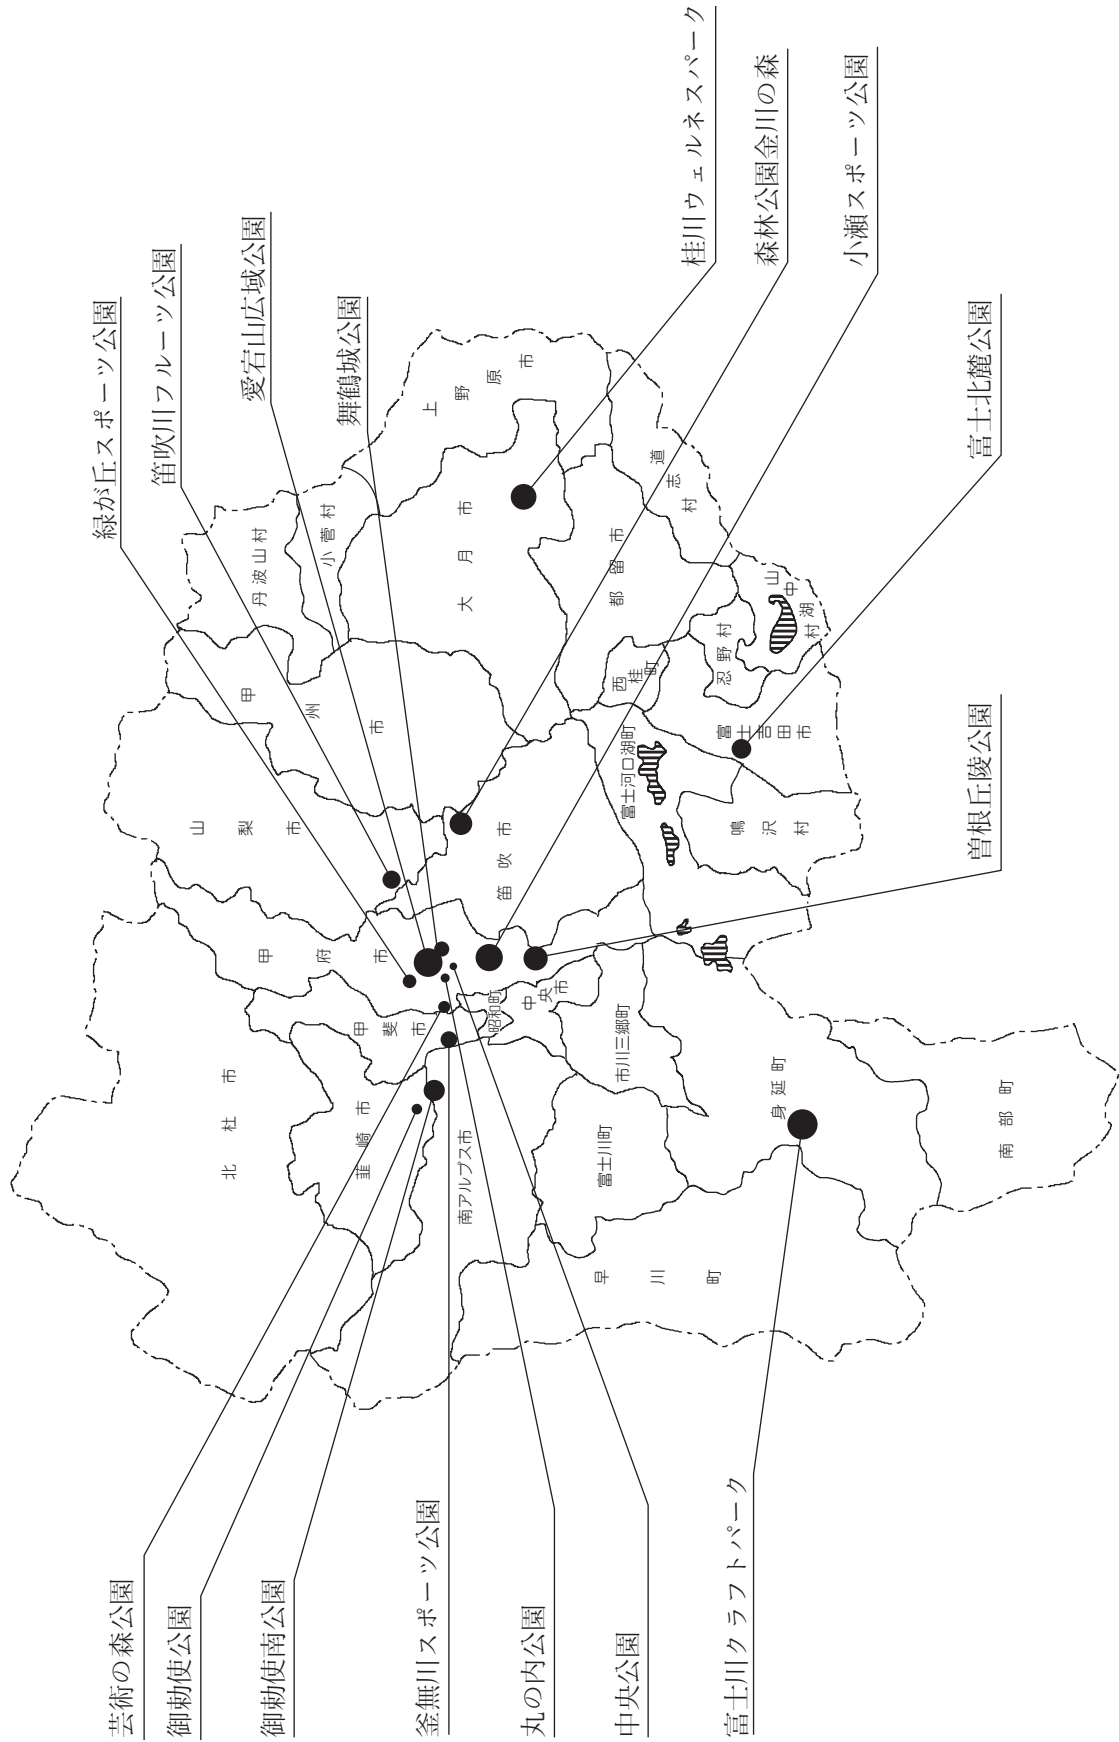 緑が丘スポーツ公園
笛吹川フルーツ公園
愛宕山広域公園
舞鶴城公園
桂川ウェルネスパーク
森林公園金川の森
小瀬スポーツ公園
富士北麓公園
曽根丘陵公園
芸術の森公園
御勅使公園
御勅使南公園
釜無川スポーツ公園
丸の内公園
中央公園
富士川クラフトパーク
北杜市
韮崎市
南アルプス市
甲斐市
甲府市
昭和町
中央市
市川三郷町
富士川町
早川町
身延町
南部町
山梨市
甲州市
笛吹市
丹波山村
小菅村
大月市
上野原市
都留市
道志村
西桂町
忍野村
山中湖村
富士吉田市
富士河口湖町
鳴沢村